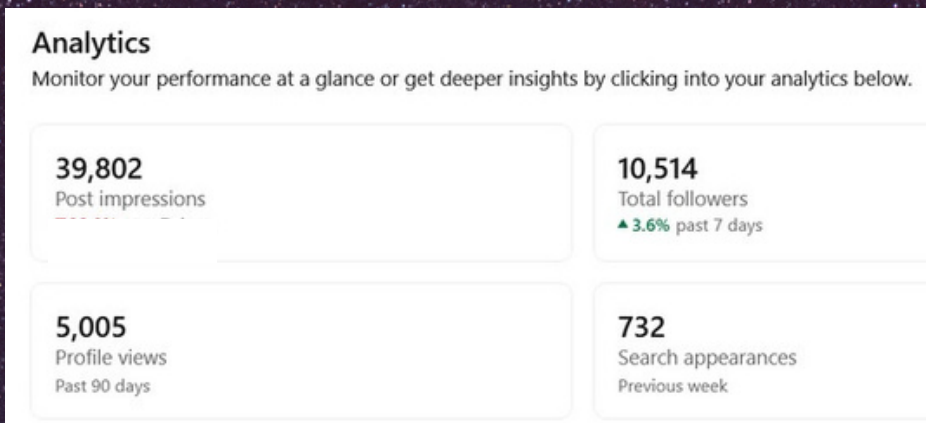 Analytics
Monitor your performance at a glance or get deeper insights by clicking into your analytics below.
39,802
Post impressions
10,514
Total followers
▲3.6% past 7 days
5,005
Profile views
Past 90 days
732
Search appearances
Previous week